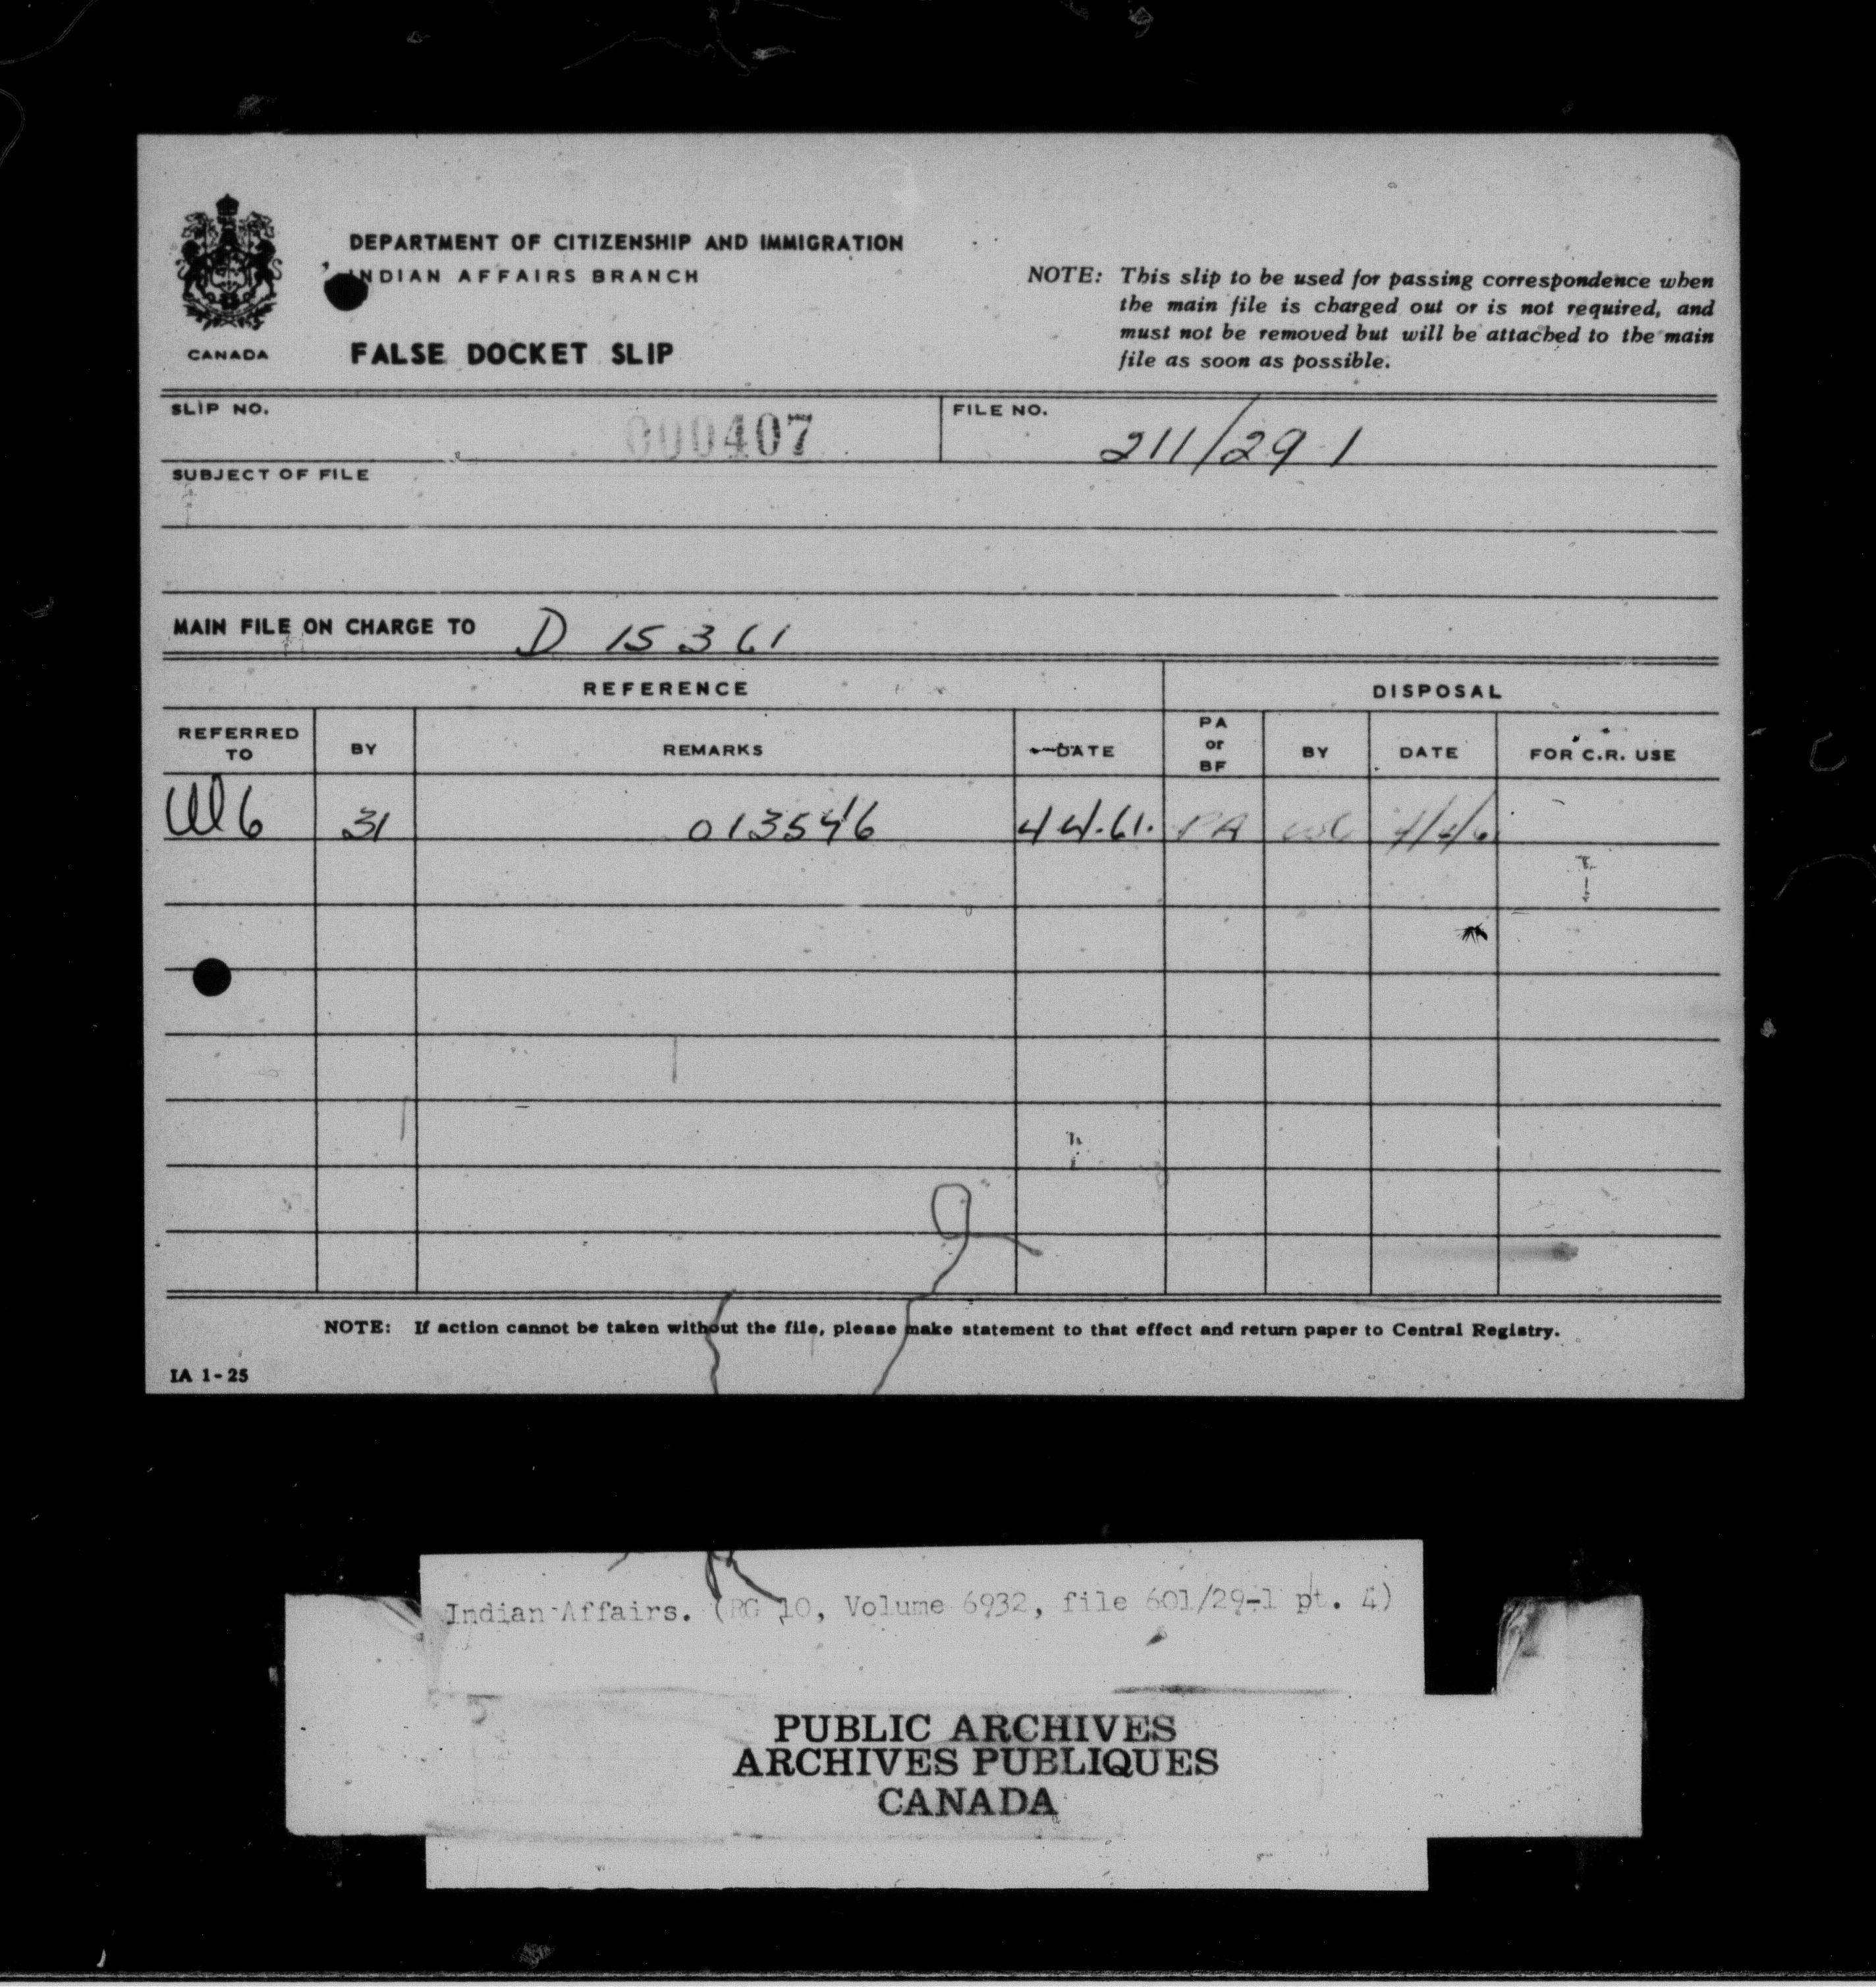 DEPARTMENT OF CITIZENSHIP AND IMMIGRATION
INDIAN AFFAIRS BRANCH
CANADA
FALSE DOCKET SLIP
NOTE: This slip to be used for passing correspondence when
the main file is charged out or is not required, and
must not be removed but will be attached to the main
file as soon as possible.
SLIP NO. 000407 FILE NO. 211/29 1
SUBJECT OF FILE
MAIN FILE ON CHARGE TO D 15 3 61
REFERENCE DISPOSAL
REFERRED TO BY REMARKS DATE PA or BF BY DATE FOR C.R. USE
31 013546 4 4.61. PA
NOTE: If action cannot be taken without the file, please make statement to that effect and return paper to Central Registry.
IA 1-25
Indian Affairs. (RG 10, Volume 6932, file 601/29-1 pt. 4)
PUBLIC ARCHIVES
ARCHIVES PUBLIQUES
CANADA